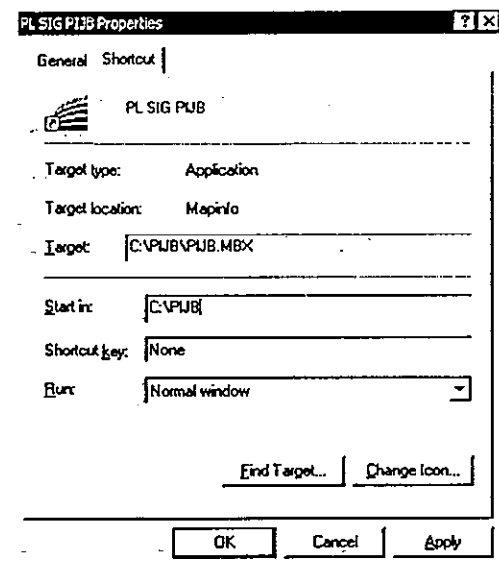 PL SIG PIJB Properties
General Shortcut
PL SIG PIJB
Target type: Application
Target location: Mapinfo
Target: C:\PIJB\PIJB.MBX
Start in: C:\PIJB
Shortcut key: None
Run: Normal window
Find Target... Change Icon...
OK Cancel Apply